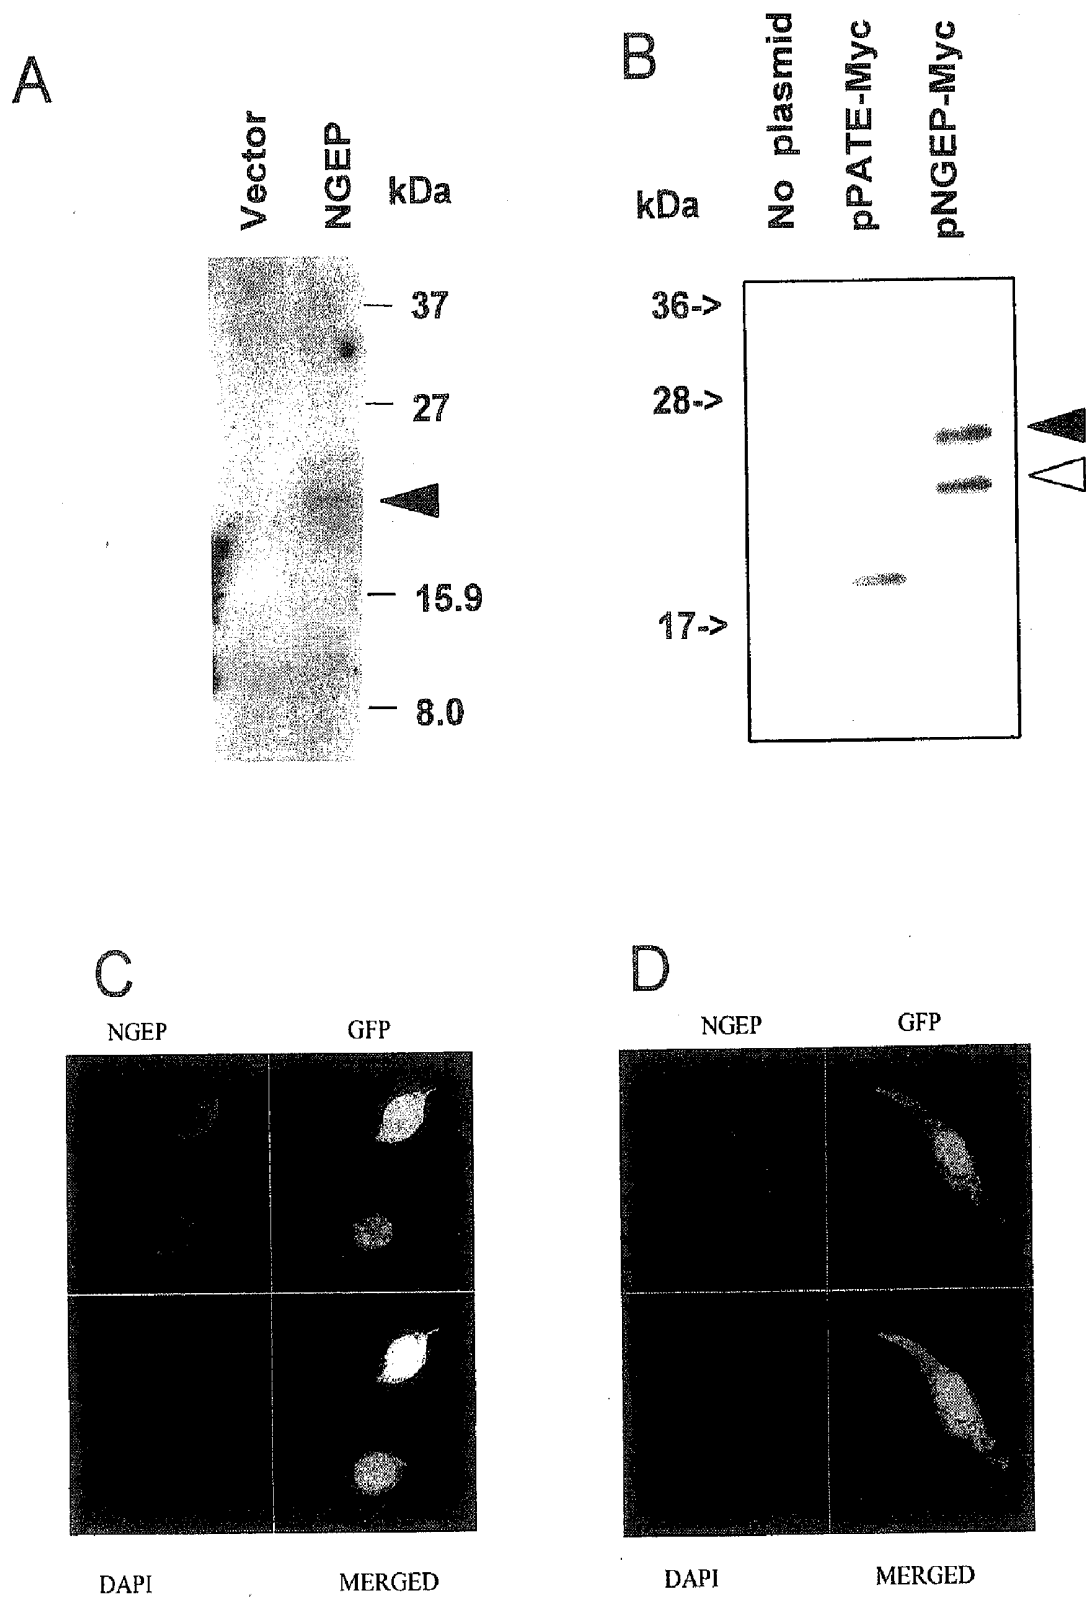 A
Vector
NGEP
kDa
37
27
15.9
8.0
B
No plasmid
pPATE-Myc
pNGEP-Myc
kDa
36->
28->
17->
C
NGEP
GFP
DAPI
MERGED
D
NGEP
GFP
DAPI
MERGED